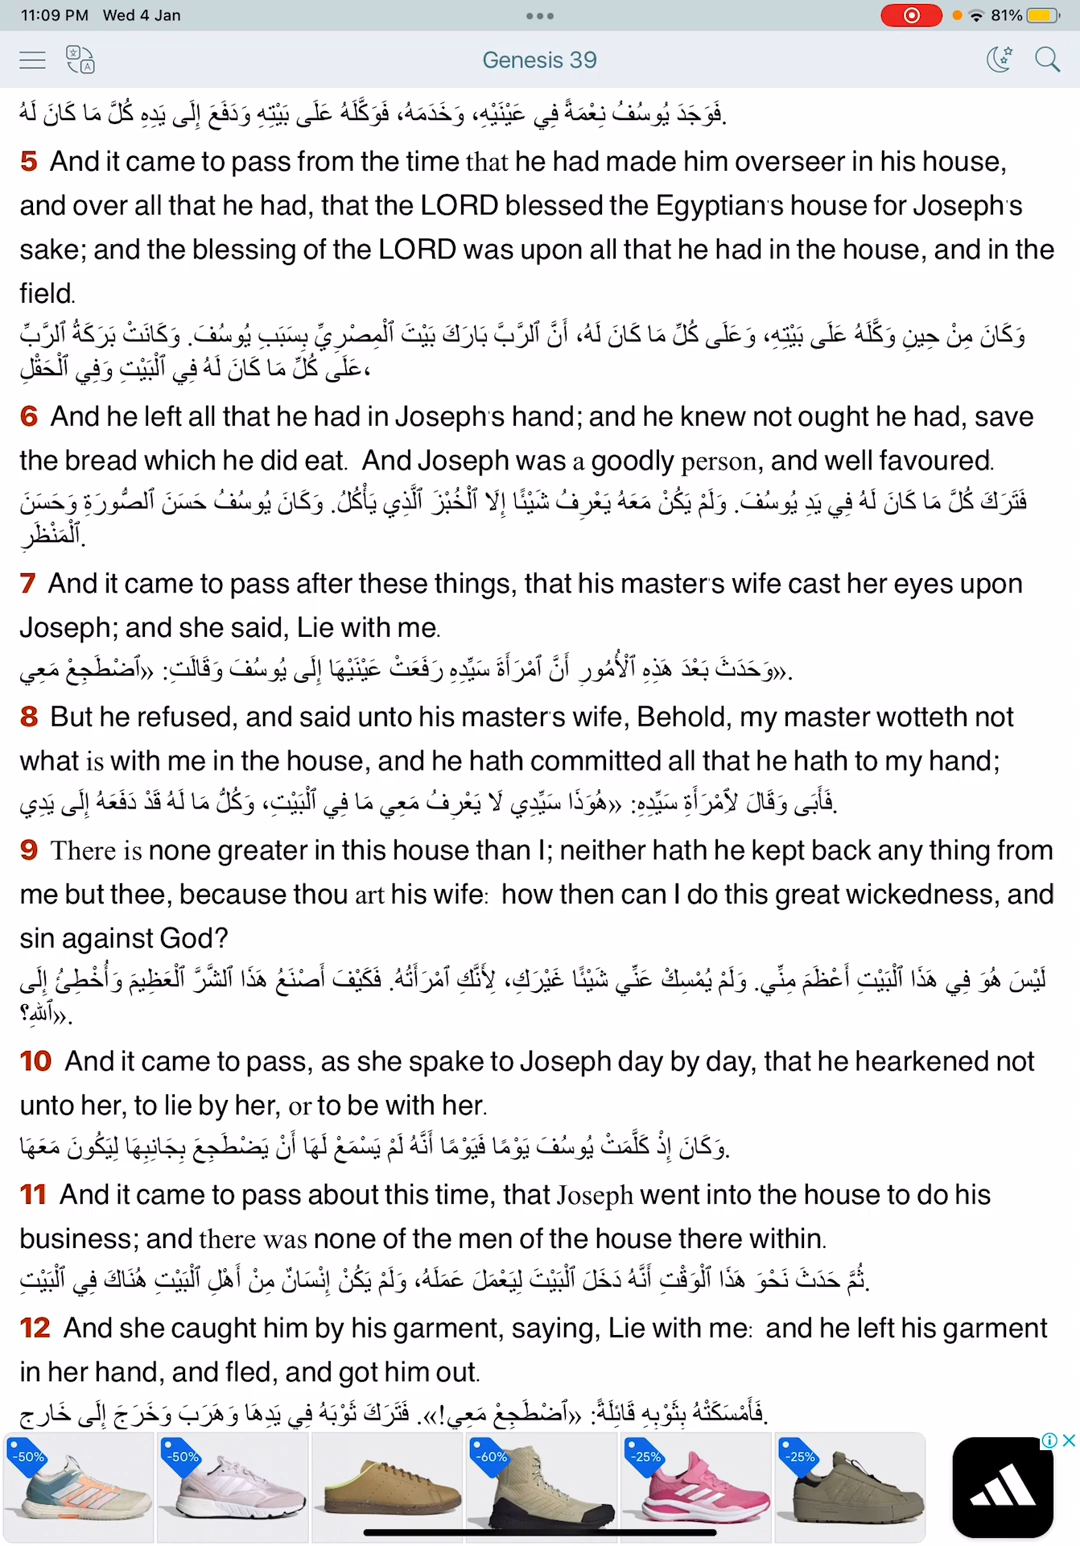 11:09 PM Wed 4 Jan
81%
Genesis 39
فَوَجَدَ يُوسُفُ نِعْمَةً فِي عَيْنَيْهِ، وَخَدَمَهُ، فَوَكَّلَهُ عَلَى بَيْتِهِ وَدَفَعَ إِلَى يَدِهِ كُلَّ مَا كَانَ لَهُ.
5 And it came to pass from the time that he had made him overseer in his house,
and over all that he had, that the LORD blessed the Egyptian's house for Joseph's
sake; and the blessing of the LORD was upon all that he had in the house, and in the
field.
وَكَانَ مِنْ حِينِ وَكَّلَهُ عَلَى بَيْتِهِ، وَعَلَى كُلِّ مَا كَانَ لَهُ، أَنَّ ٱلرَّبَّ بَارَكَ بَيْتَ ٱلْمِصْرِيِّ بِسَبَبِ يُوسُفَ. وَكَانَتْ بَرَكَةُ ٱلرَّبِّ
عَلَى كُلِّ مَا كَانَ لَهُ فِي ٱلْبَيْتِ وَفِي ٱلْحَقْلِ،
6 And he left all that he had in Joseph's hand; and he knew not ought he had, save
the bread which he did eat. And Joseph was a goodly person, and well favoured.
فَتَرَكَ كُلَّ مَا كَانَ لَهُ فِي يَدِ يُوسُفَ. وَلَمْ يَكُنْ مَعَهُ يَعْرِفُ شَيْئًا إِلَا ٱلْخُبْزَ ٱلَّذِي يَأْكُلُ. وَكَانَ يُوسُفُ حَسَنَ ٱلصُّورَةِ وَحَسَنَ
ٱلْمَنْظَرِ.
7 And it came to pass after these things, that his master's wife cast her eyes upon
Joseph; and she said, Lie with me.
وَحَدَثَ بَعْدَ هَذِهِ ٱلْأُمُورِ أَنَّ ٱمْرَأَةَ سَيِّدِهِ رَفَعَتْ عَيْنَيْهَا إِلَى يُوسُفَ وَقَالَتِ: «ٱضْطَجِعْ مَعِي».
8 But he refused, and said unto his master's wife, Behold, my master wotteth not
what is with me in the house, and he hath committed all that he hath to my hand;
فَأَبَى وَقَالَ لِٱمْرَأَةِ سَيِّدِهِ: «هُوَذَا سَيِّدِي لَا يَعْرِفُ مَعِي مَا فِي ٱلْبَيْتِ، وَكُلُّ مَا لَهُ قَدْ دَفَعَهُ إِلَى يَدِي.
9 There is none greater in this house than I; neither hath he kept back any thing from
me but thee, because thou art his wife: how then can I do this great wickedness, and
sin against God?
لَيْسَ هُوَ فِي هَذَا ٱلْبَيْتِ أَعْظَمَ مِنِّي. وَلَمْ يُمْسِكْ عَنِّي شَيْئًا غَيْرَكِ، لِأَنَّكِ ٱمْرَأَتُهُ. فَكَيْفَ أَصْنَعُ هَذَا ٱلشَّرَّ ٱلْعَظِيمَ وَأُخْطِئُ إِلَى
ٱللهِ؟».
10 And it came to pass, as she spake to Joseph day by day, that he hearkened not
unto her, to lie by her, or to be with her.
وَكَانَ إِذْ كَلَّمَتْ يُوسُفَ يَوْمًا فَيَوْمًا أَنَّهُ لَمْ يَسْمَعْ لَهَا أَنْ يَضْطَجِعَ بِجَانِبِهَا لِيَكُونَ مَعَهَا.
11 And it came to pass about this time, that Joseph went into the house to do his
business; and there was none of the men of the house there within.
ثُمَّ حَدَثَ نَحْوَ هَذَا ٱلْوَقْتِ أَنَّهُ دَخَلَ ٱلْبَيْتَ لِيَعْمَلَ عَمَلَهُ، وَلَمْ يَكُنْ إِنْسَانٌ مِنْ أَهْلِ ٱلْبَيْتِ هُنَاكَ فِي ٱلْبَيْتِ.
12 And she caught him by his garment, saying, Lie with me: and he left his garment
in her hand, and fled, and got him out.
فَأَمْسَكَتْهُ بِثَوْبِهِ قَائِلَةً: «ٱضْطَجِعْ مَعِي!». فَتَرَكَ ثَوْبَهُ فِي يَدِهَا وَهَرَبَ وَخَرَجَ إِلَى خَارِجٍ.
-50% -50% -60% -25% -25%